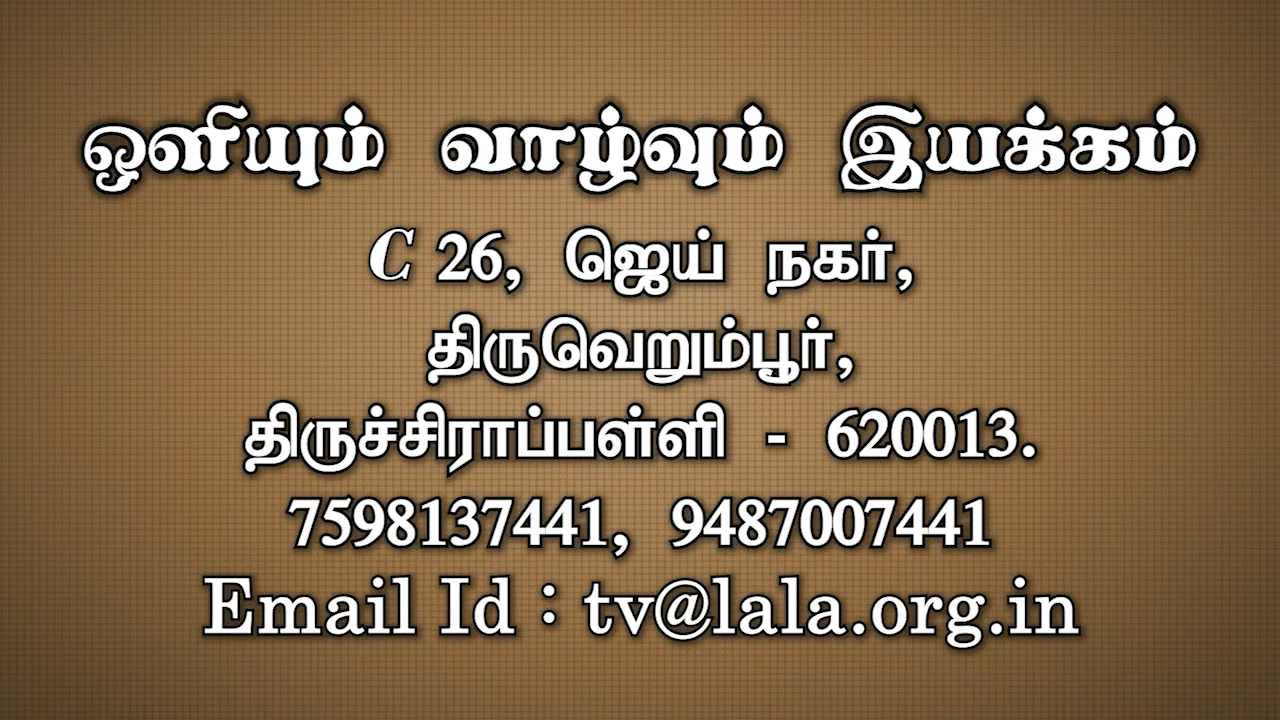 ஒளியும் வாழ்வும் இயக்கம்
C 26, ஜெய் நகர்,
திருவெறும்பூர்,
திருச்சிராப்பள்ளி - 620013.
7598137441, 9487007441
Email Id : tv@lala.org.in